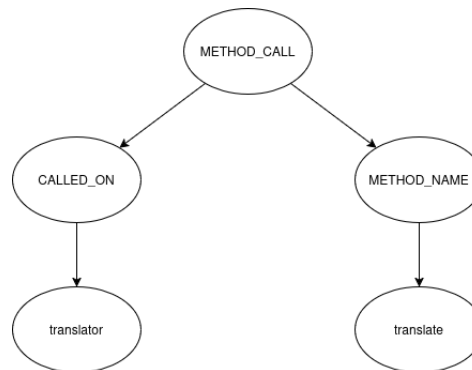 METHOD_CALL
CALLED_ON
METHOD_NAME
translator
translate